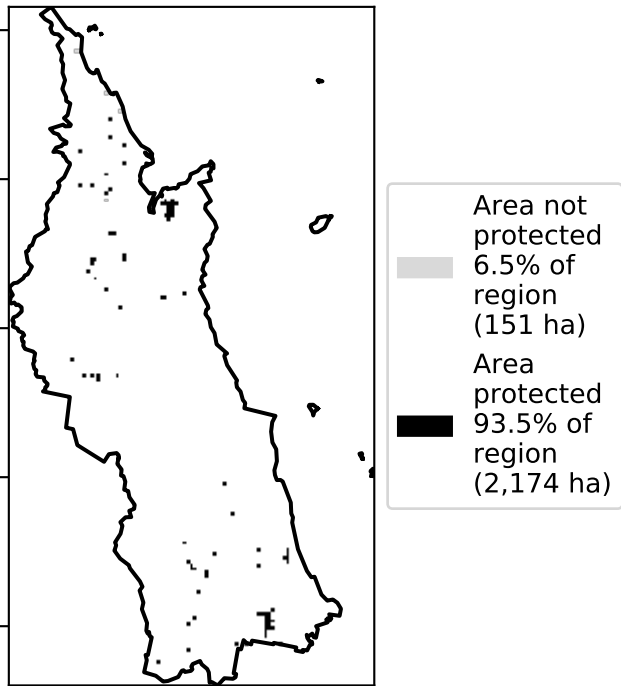 Area not
protected
6.5% of
region
(151 ha)
Area
protected
93.5% of
region
(2,174 ha)